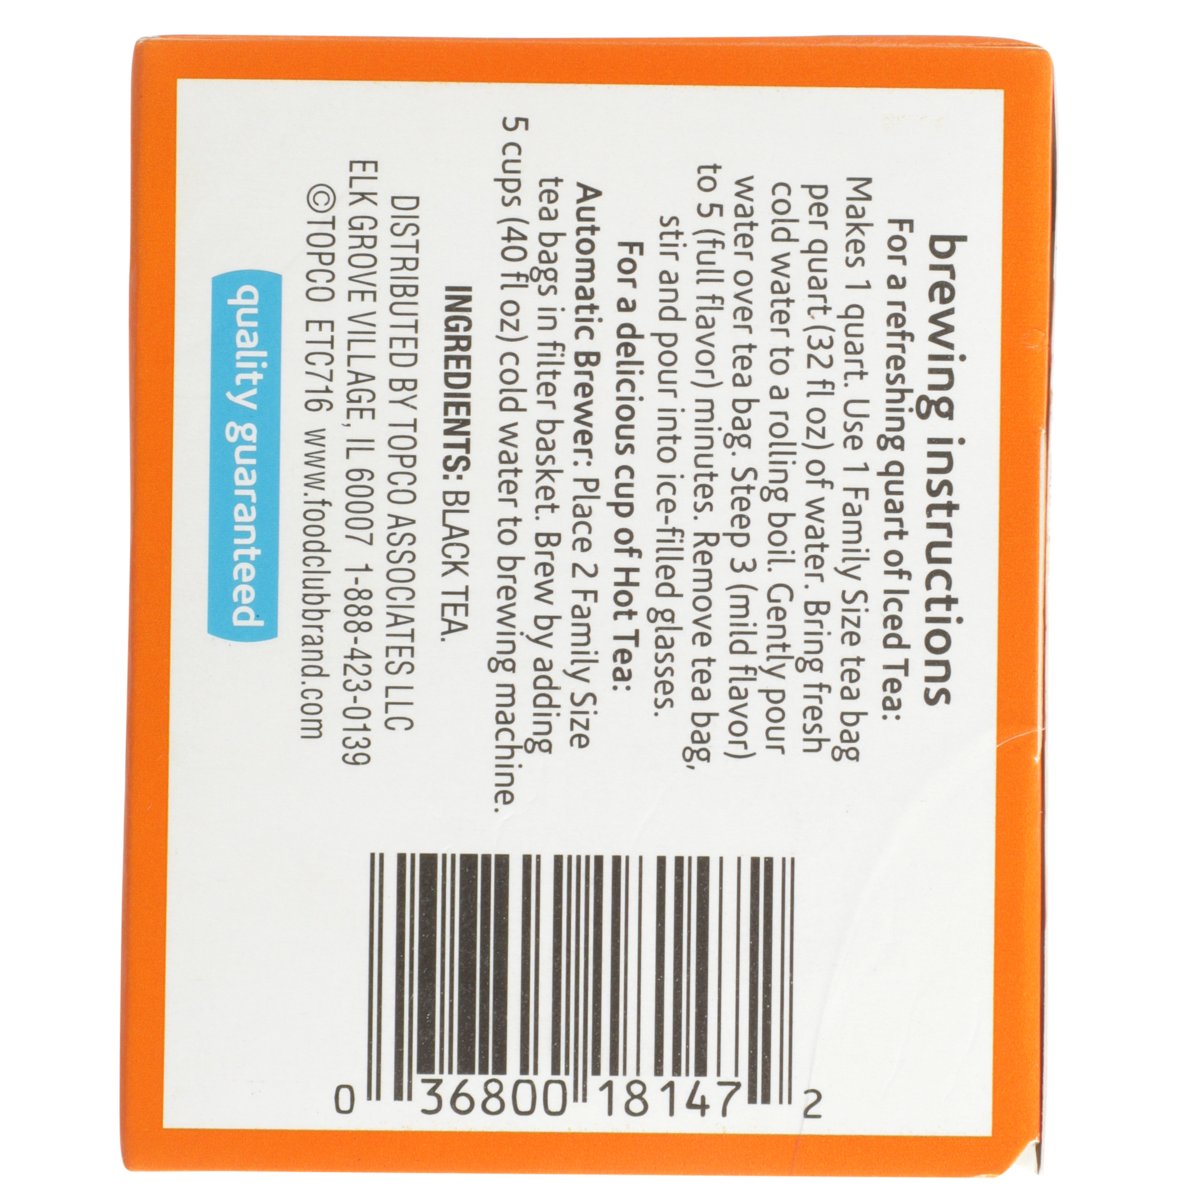 brewing instructions
For a refreshing quart of Iced Tea:
Makes 1 quart. Use 1 Family Size tea bag
per quart (32 fl oz) of water. Bring fresh
cold water to a rolling boil. Gently pour
water over tea bag. Steep 3 (mild flavor)
to 5 (full flavor) minutes. Remove tea bag,
stir and pour into ice-filled glasses.
For a delicious cup of Hot Tea:
Automatic Brewer: Place 2 Family Size
tea bags in filter basket. Brew by adding
5 cups (40 fl oz) cold water to brewing machine.
INGREDIENTS: BLACK TEA.
DISTRIBUTED BY TOPCO ASSOCIATES LLC
ELK GROVE VILLAGE, IL 60007 1-888-423-0139
©TOPCO ETC716 www.foodclubbrand.com
quality guaranteed
0 36800 18147 2